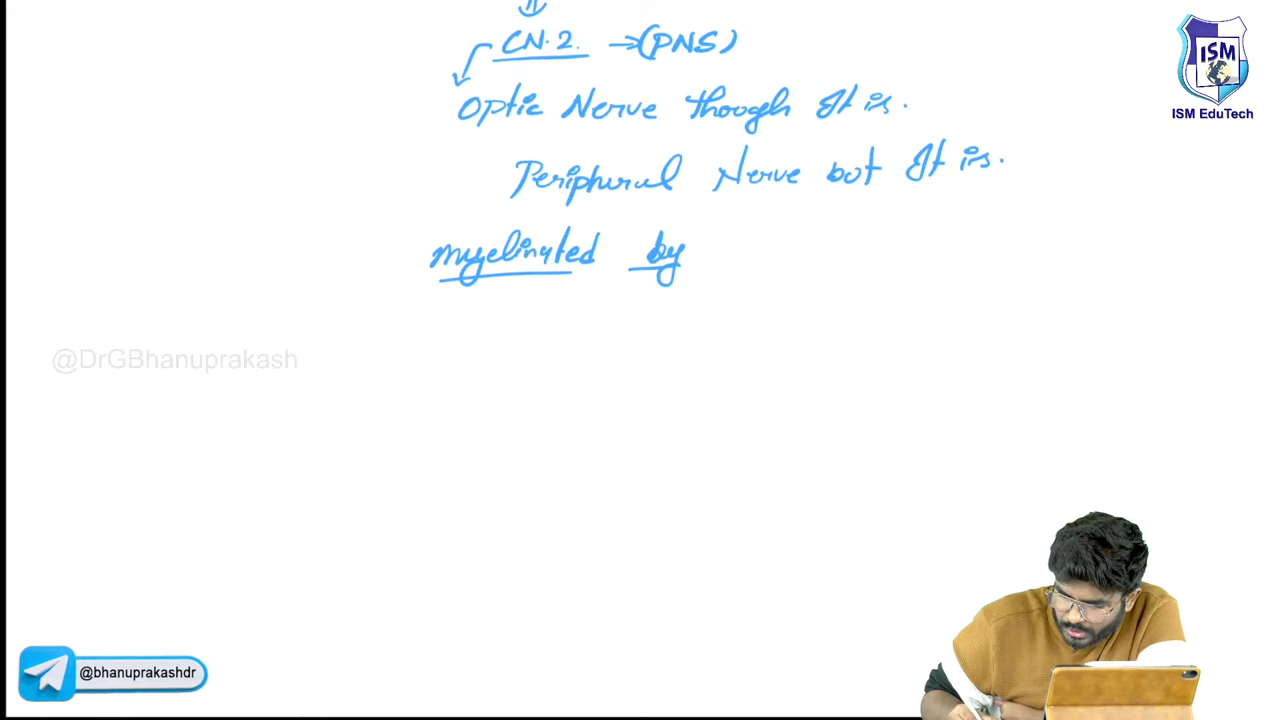 CN.2. →(PNS)
Optic Nerve though It is.
Peripherul Nerve but It is.
myelinated by
ISM
ISM EduTech
@DrGBhanuprakash
@bhanuprakashdr